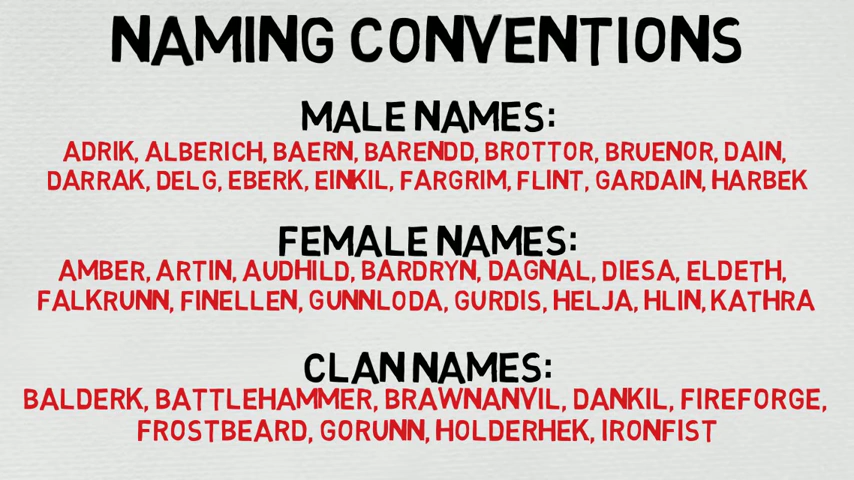 NAMING CONVENTIONS
MALE NAMES:
ADRIK, ALBERICH, BAERN, BARENDD, BROTTOR, BRUENOR, DAIN,
DARRAK, DELG, EBERK, EINKIL, FARGRIM, FLINT, GARDAIN, HARBEK
FEMALE NAMES:
AMBER, ARTIN, AUDHILD, BARDRYN, DAGNAL, DIESA, ELDETH,
FALKRUNN, FINELLEN, GUNNLODA, GURDIS, HELJA, HLIN, KATHRA
CLAN NAMES:
BALDERK, BATTLEHAMMER, BRAWNANVIL, DANKIL, FIREFORGE,
FROSTBEARD, GORUNN, HOLDERHEK, IRONFIST